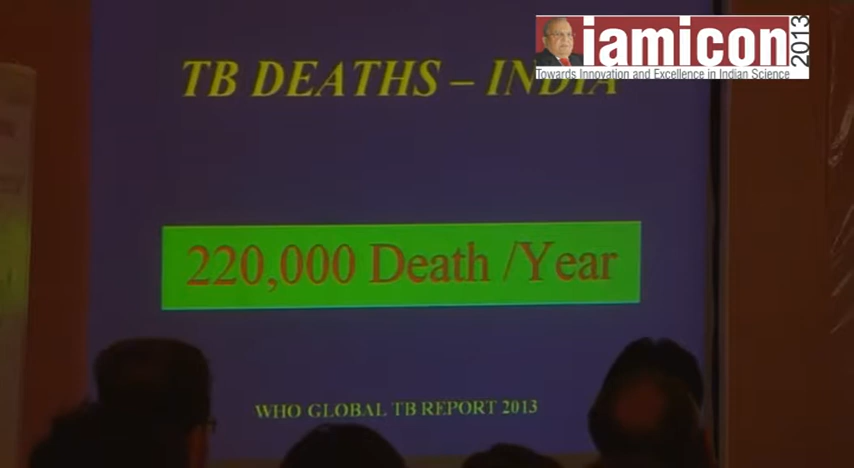 iamicon
2013
Towards Innovation and Excellence in Indian Science
TB DEATHS – INDIA
220,000 Death /Year
WHO GLOBAL TB REPORT 2013